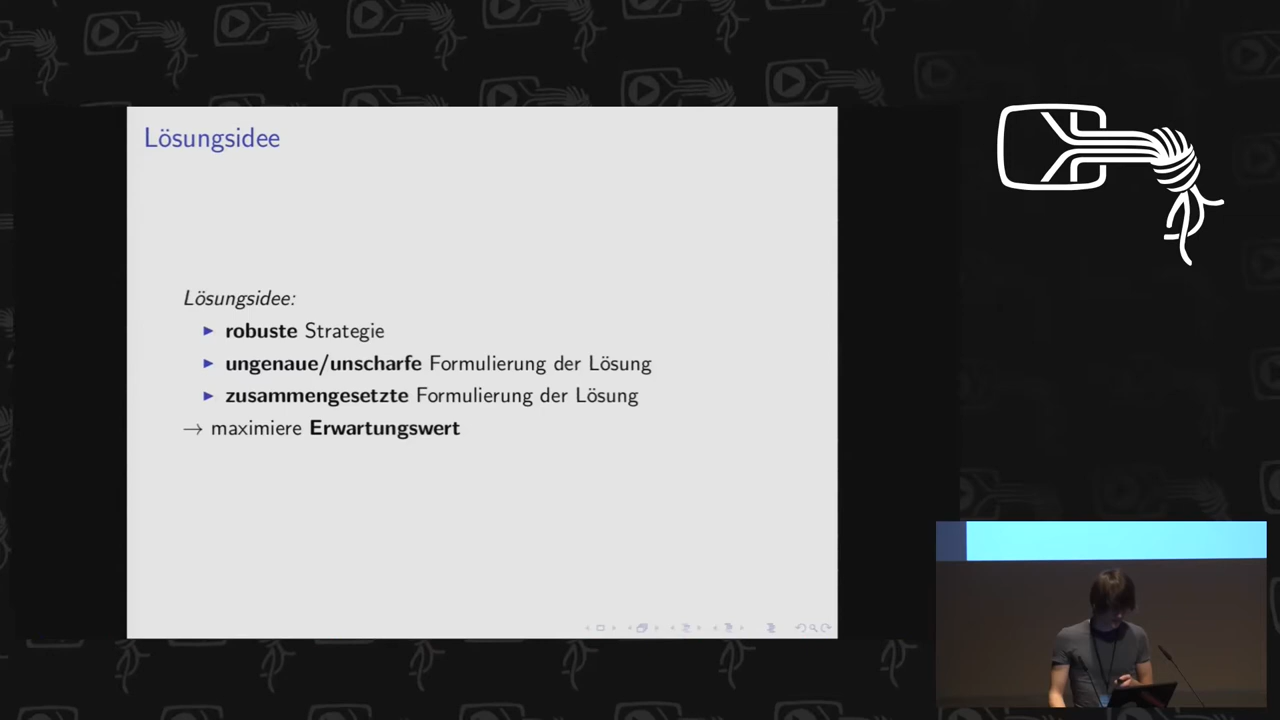 Lösungsidee
Lösungsidee:
robuste Strategie
ungenaue/unscharfe Formulierung der Lösung
zusammengesetzte Formulierung der Lösung
→ maximiere Erwartungswert